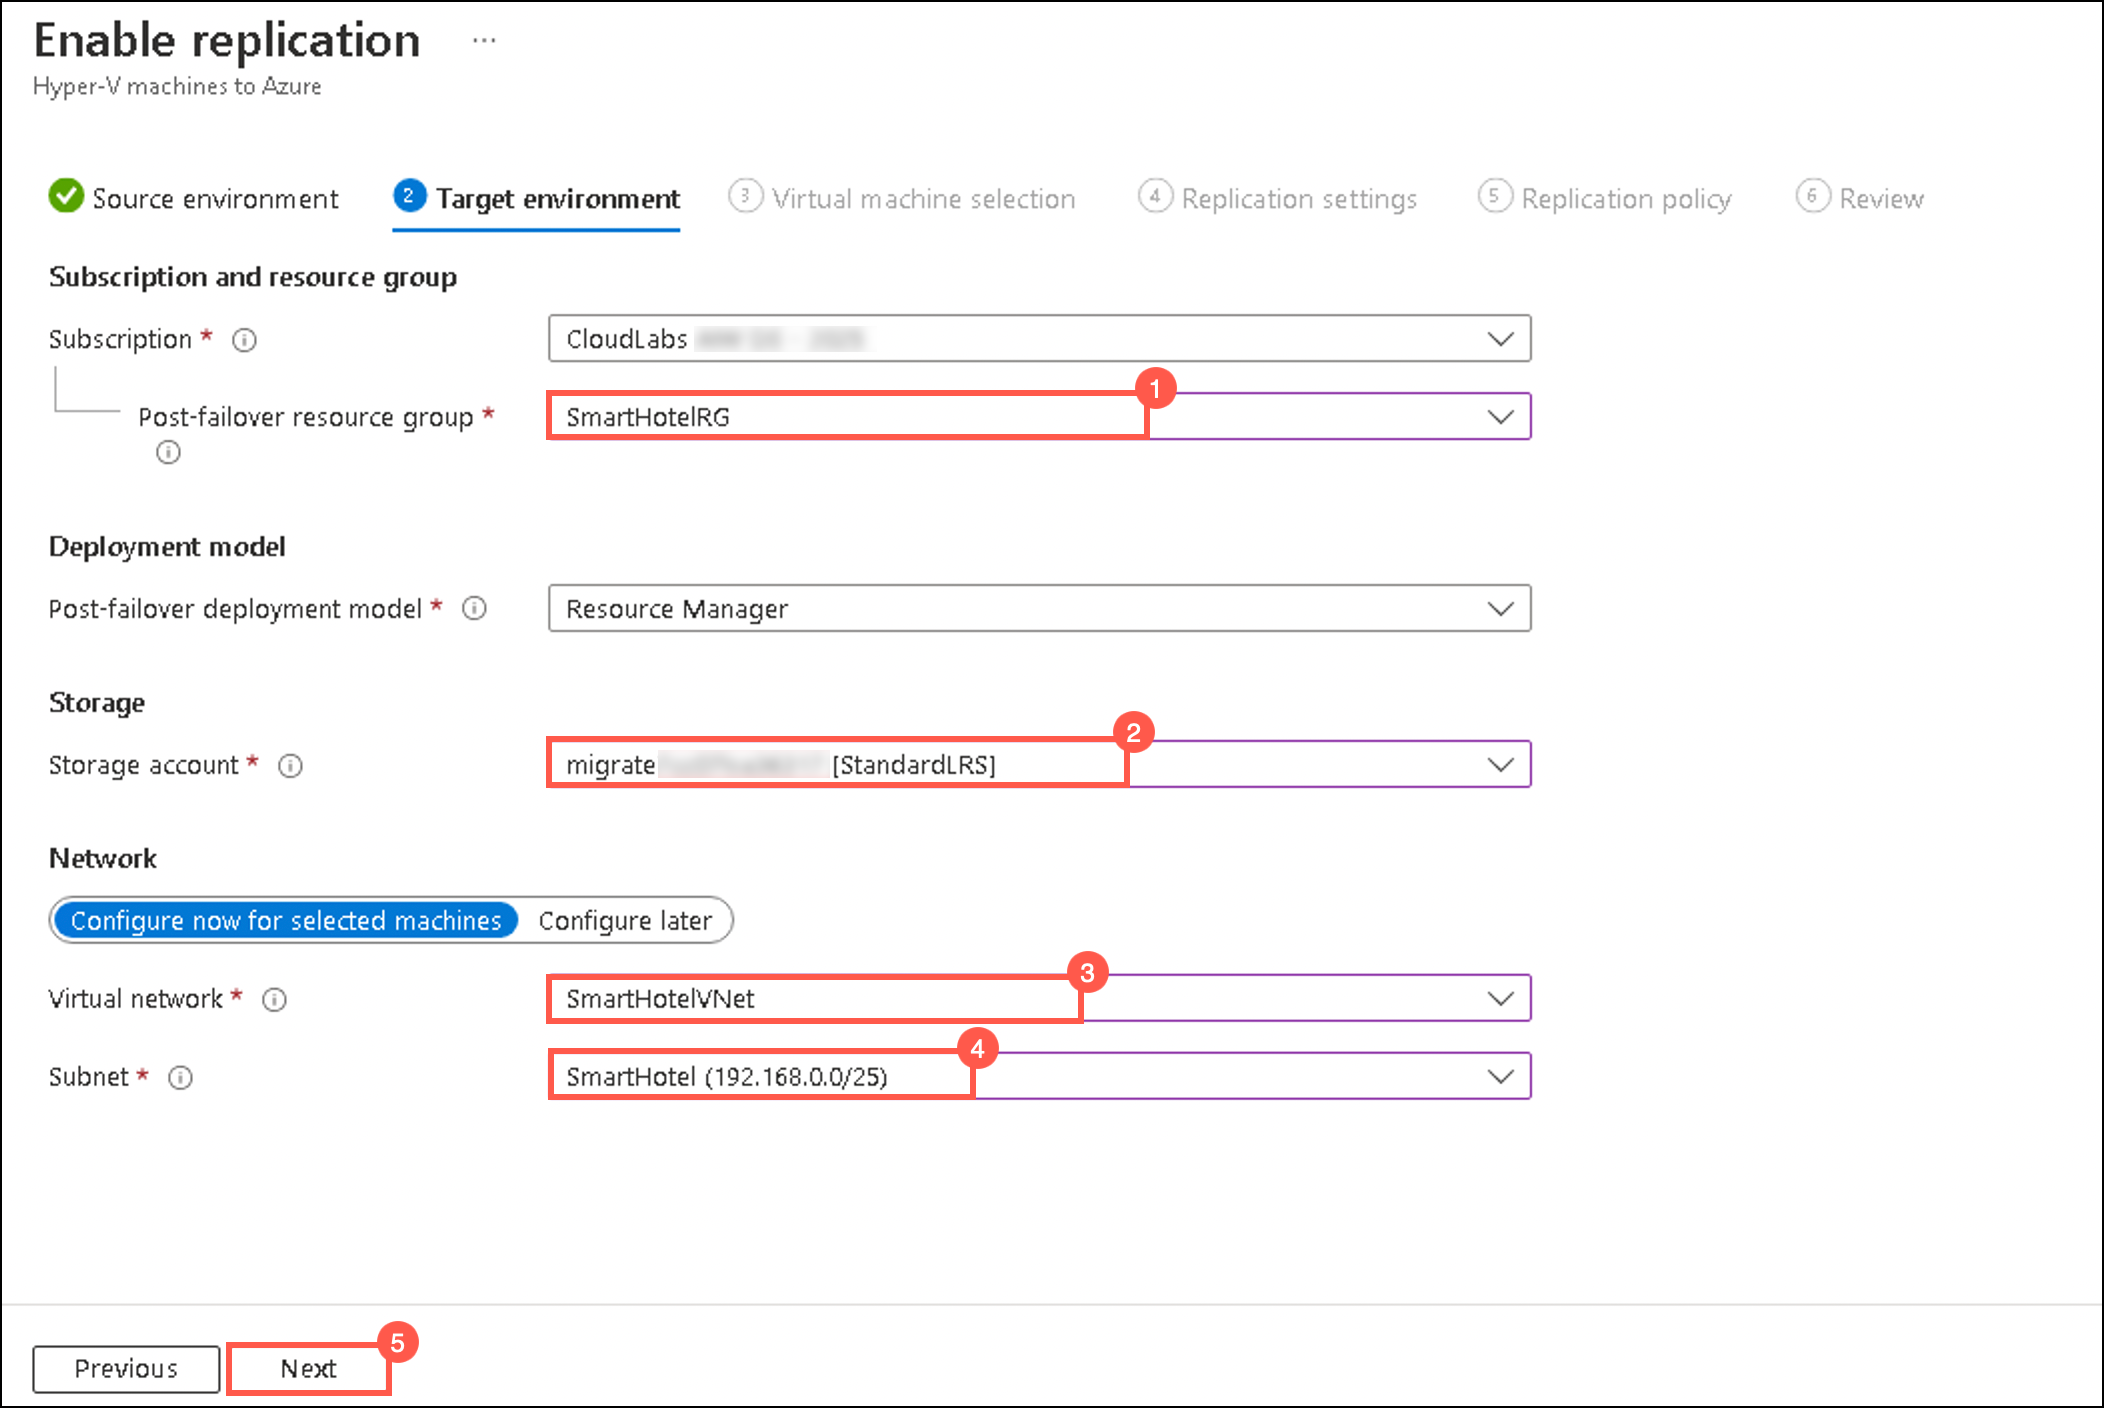 Enable replication ...
Hyper-V machines to Azure
Source environment
2 Target environment
3 Virtual machine selection
4 Replication settings
5 Replication policy
6 Review
Subscription and resource group
Subscription * i
CloudLabs
1
Post-failover resource group * i
SmartHotelRG
Deployment model
Post-failover deployment model * i
Resource Manager
Storage
2
Storage account * i
migrate [StandardLRS]
Network
Configure now for selected machines
Configure later
3
Virtual network * i
SmartHotelVNet
4
Subnet * i
SmartHotel (192.168.0.0/25)
5
Previous
Next